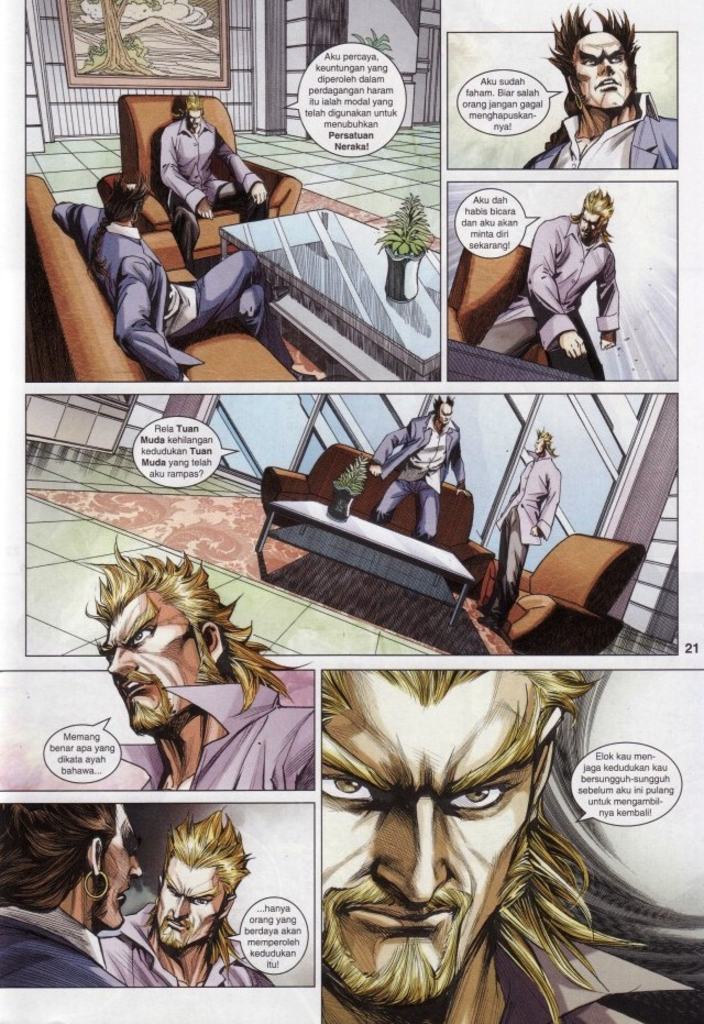 Aku percaya,
keuntungan yang
diperoleh dalam
perdagangan haram
itu ialah modal yang
telah digunakan untuk
menubuhkan
Persatuan
Neraka!
Aku sudah
faham. Biar salah
orang jangan gagal
menghapuskan-
nya!
Aku dah
habis bicara
dan aku akan
minta diri
sekarang!
Rela Tuan
Muda kehilangan
kedudukan Tuan
Muda yang telah
aku rampas?
21
Memang
benar apa yang
dikata ayah
bahawa...
...hanya
orang yang
berdaya akan
memperoleh
kedudukan
itu!
Elok kau men-
jaga kedudukan kau
bersungguh-sungguh
sebelum aku ini pulang
untuk mengambil-
nya kembali!